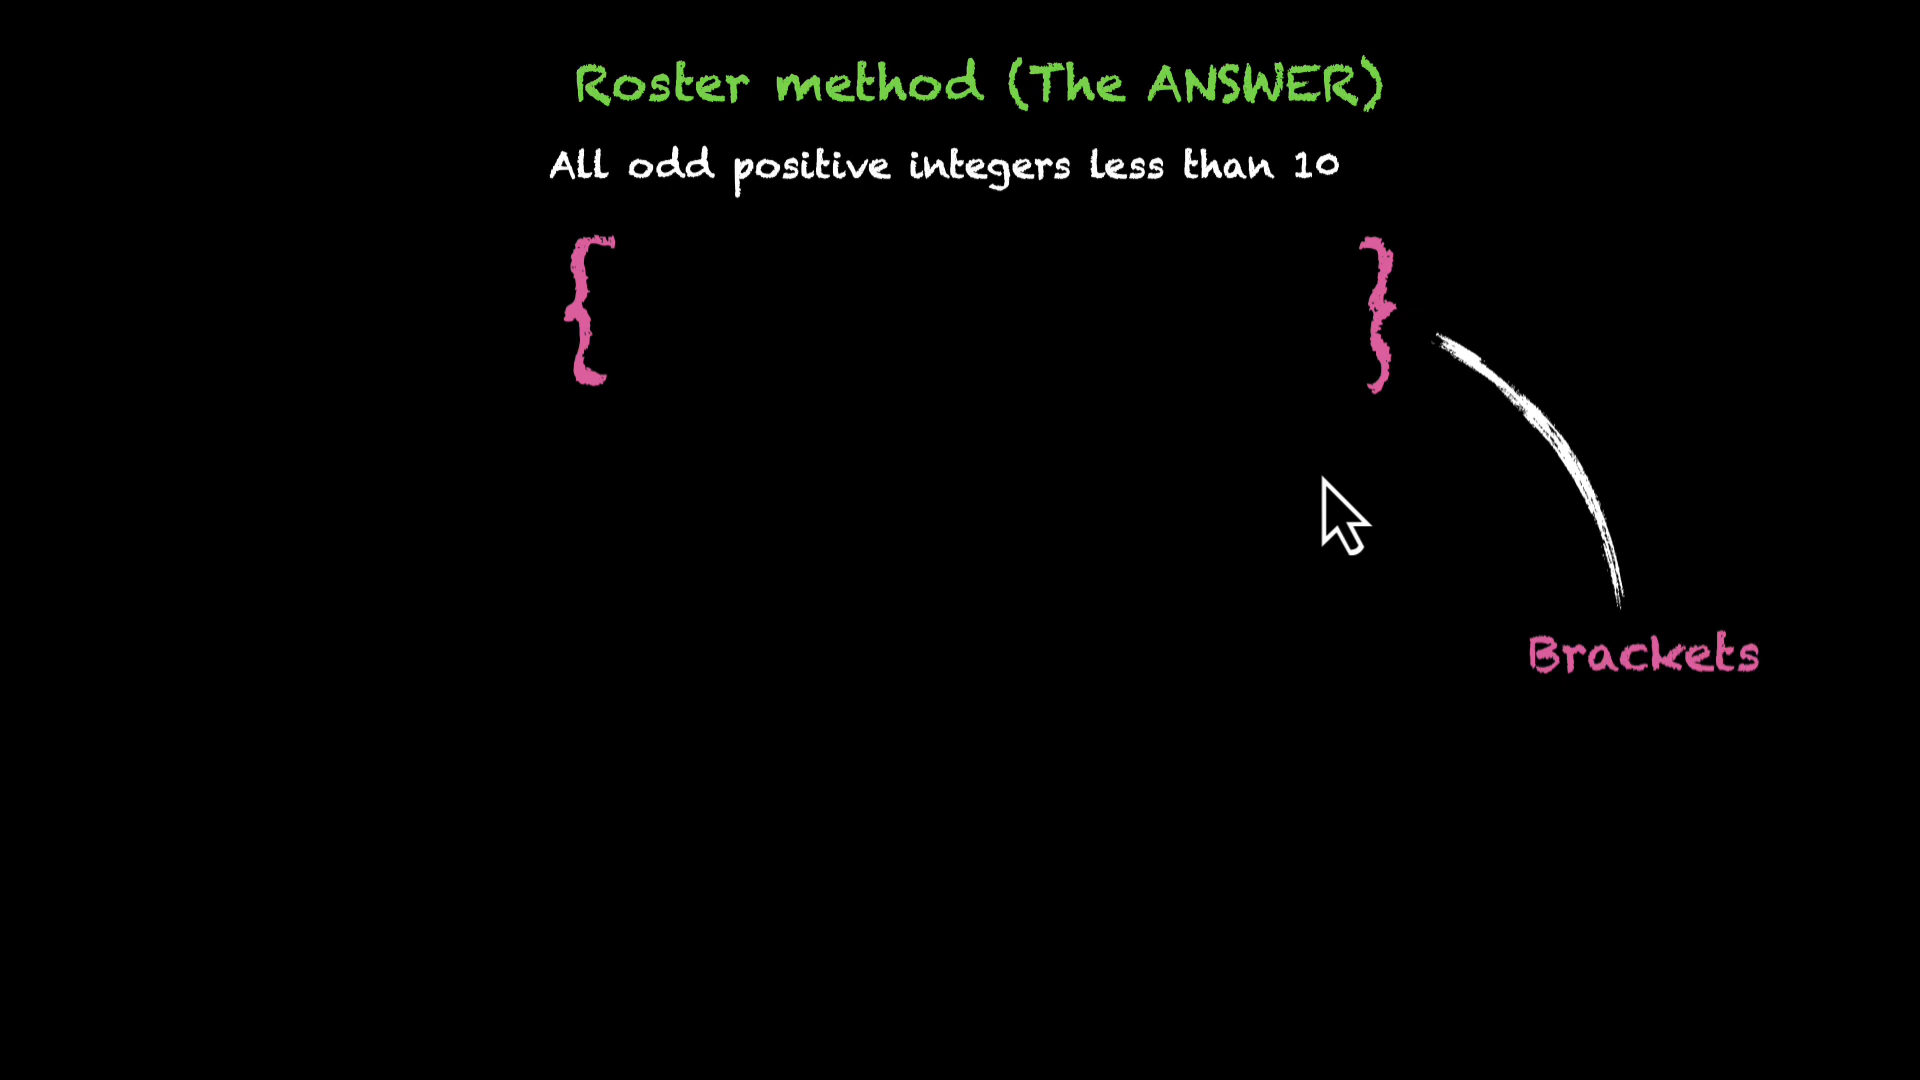 Roster method (The ANSWER)
All odd positive integers less than 10
{ }
Brackets